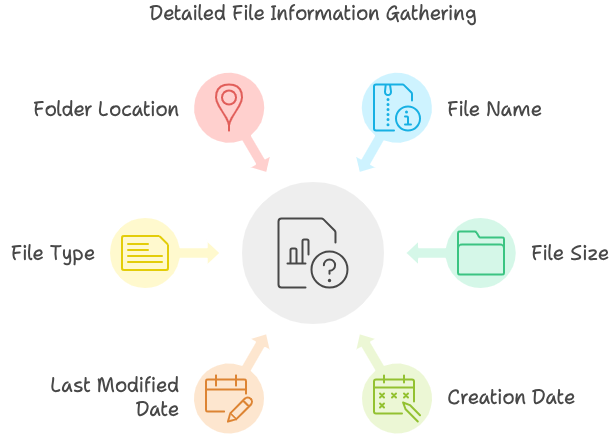 Detailed File Information Gathering
Folder Location
File Name
File Type
File Size
Last Modified
Date
Creation Date